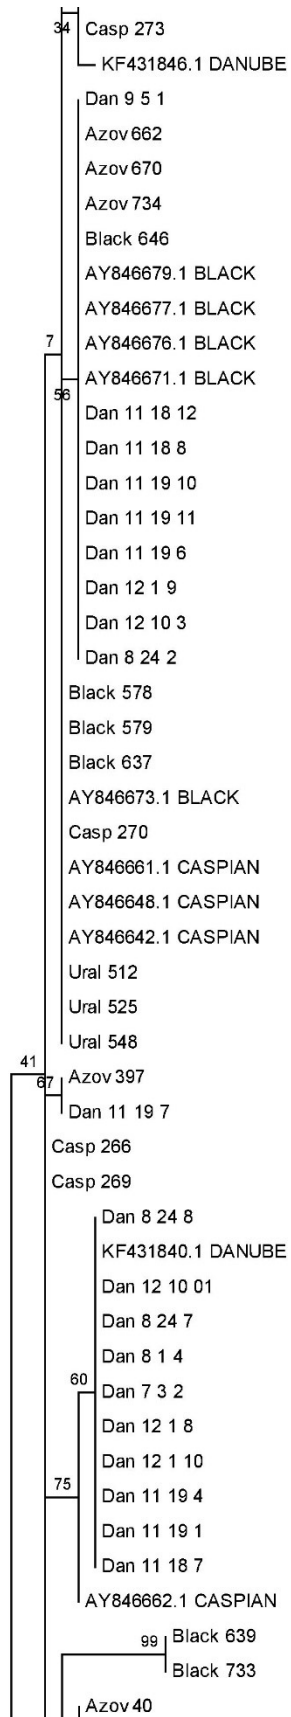 34
Casp 273
KF431846.1 DANUBE
Dan 9 5 1
Azov 662
Azov 670
Azov 734
Black 646
AY846679.1 BLACK
AY846677.1 BLACK
7
AY846676.1 BLACK
AY846671.1 BLACK
56
Dan 11 18 12
Dan 11 18 8
Dan 11 19 10
Dan 11 19 11
Dan 11 19 6
Dan 12 1 9
Dan 12 10 3
Dan 8 24 2
Black 578
Black 579
Black 637
AY846673.1 BLACK
Casp 270
AY846661.1 CASPIAN
AY846648.1 CASPIAN
AY846642.1 CASPIAN
Ural 512
Ural 525
Ural 548
41
67
Azov 397
Dan 11 19 7
Casp 266
Casp 269
Dan 8 24 8
KF431840.1 DANUBE
Dan 12 10 01
Dan 8 24 7
Dan 8 1 4
60
Dan 7 3 2
Dan 12 1 8
Dan 12 1 10
75
Dan 11 19 4
Dan 11 19 1
Dan 11 18 7
AY846662.1 CASPIAN
99
Black 639
Black 733
Azov 40